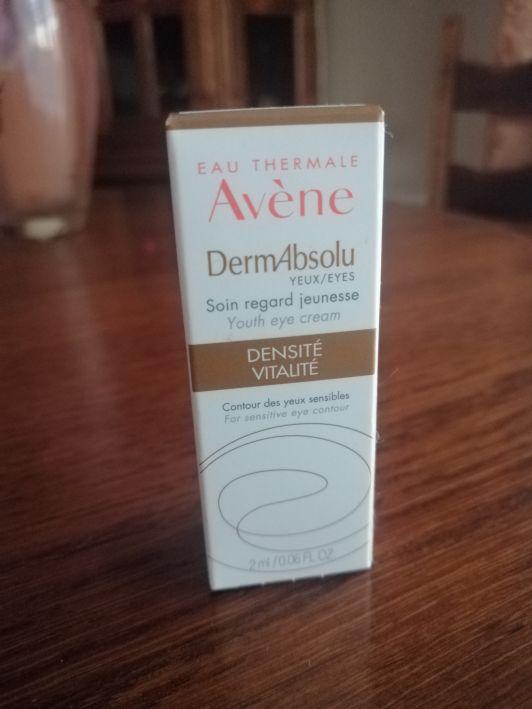 EAU THERMALE
Avène
DermAbsolu
YEUX/EYES
Soin regard jeunesse
Youth eye cream
DENSITÉ
VITALITÉ
Contour des yeux sensibles
For sensitive eye contour
2 ml / 0.06 FL. OZ